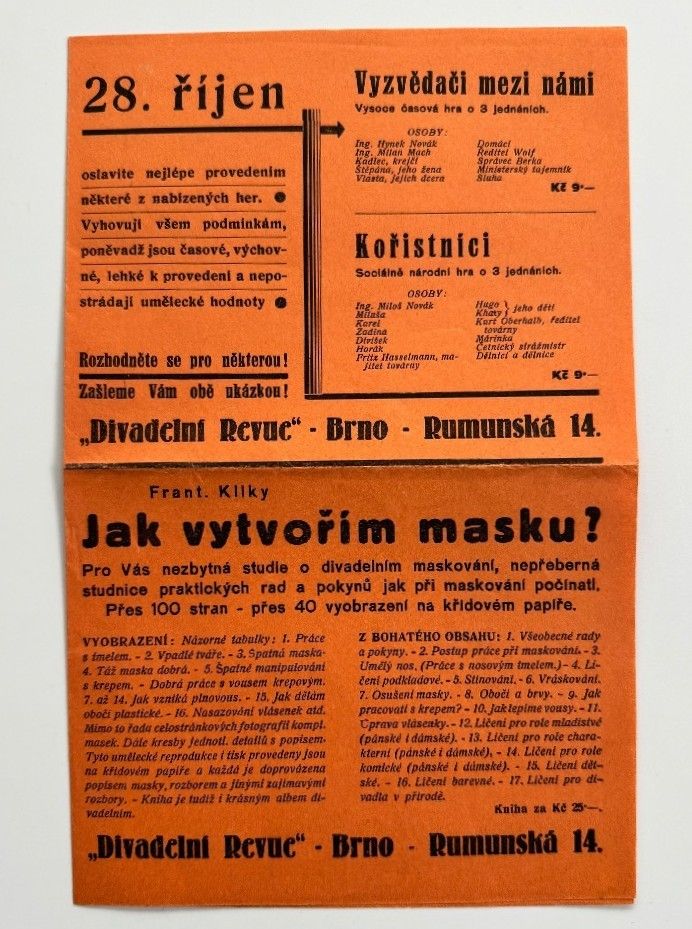 28. říjen
oslavíte nejlépe provedením
některé z nabízených her. ●
Vyhovují všem podmínkám,
poněvadž jsou časové, výchov-
né, lehké k provedení a nepo-
strádají umělecké hodnoty ●
Rozhodněte se pro některou!
Zašleme Vám obě ukázkou!
Vyzvědači mezi námi
Vysoce časová hra o 3 jednáních.
OSOBY:
Ing. Hynek Novák
Ing. Milan Mach
Kádlec, krejčí
Štěpána, jeho žena
Vlasta, jejich dcera
Domácí
Ředitel Wolf
Správec Berka
Ministerský tajemník
Sluha
Kč 9·—
Kořistníci
Sociálně národní hra o 3 jednáních.
OSOBY:
Ing. Miloš Novák
Miluša
Karel
Zadina
Divíšek
Horák
Fritz Hasselmann, ma-
jitel továrny
Hugo } jeho děti
Khaxy
Kurt Oberhalb, ředitel
továrny
Mařinka
Četnický strážmistr
Dělníci a dělnice
Kč 9·—
„Divadelní Revue“ - Brno - Rumunská 14.
Frant. Kliky
Jak vytvořím masku?
Pro Vás nezbytná studie o divadelním maskování, nepřeberná
studnice praktických rad a pokynů jak při maskování počínati.
Přes 100 stran - přes 40 vyobrazení na křídovém papíře.
VYOBRAZENÍ: Názorné tabulky: 1. Práce
s tmelem. - 2. Vpadlé tváře. - 3. Špatná maska-
4. Táž maska dobrá. - 5. Špatné manipulování
s krepem. - Dobrá práce s vousem krepovým.
7. až 14. Jak vzniká plnovous. - 15. Jak dělám
obočí plastické. - 16. Nasazování vlásenek atd.
Mimo to řada celostránkových fotografií kompl.
masek. Dále kresby jednotl. detailů s popisem.
Tyto umělecké reprodukce i tisk provedeny jsou
na křídovém papíře a každá je doprovázena
popisem masky, rozborem a jinými zajímavými
rozbory. - Kniha je tudíž i krásným albem di-
vadelním.
Z BOHATÉHO OBSAHU: 1. Všeobecné rady
a pokyny. - 2. Postup práce při maskování. - 3.
Umělý nos, (Práce s nosovým tmelem.) - 4. Lí-
čení podkladové. - 5. Stínování. - 6. Vráskování.
7. Osušení masky. - 8. Obočí a brvy. - 9. Jak
pracovati s krepem? - 10. Jak lepíme vousy. - 11.
Úprava vlásenky. - 12. Líčení pro role mladistvé
(pánské i dámské). - 13. Líčení pro role chara-
kterní (pánské i dámské). - 14. Líčení pro role
komické (pánské i dámské). - 15. Líčení dět-
ské. - 16. Líčení barevné. - 17. Líčení pro di-
vadla v přírodě.
Kniha za Kč 25·—.
„Divadelní Revue“ - Brno - Rumunská 14.